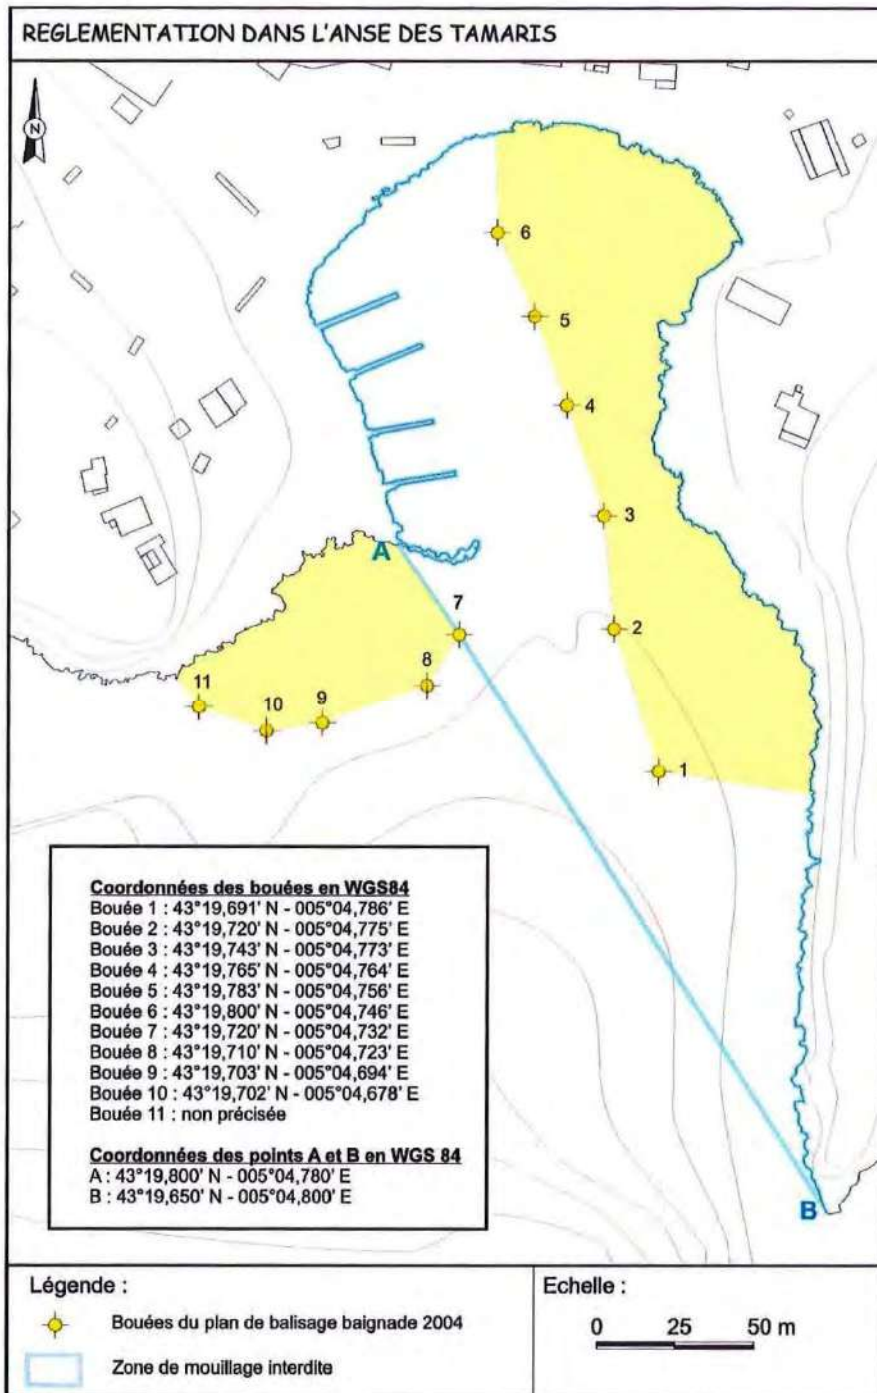 REGLEMENTATION DANS L'ANSE DES TAMARIS
N
6
5
4
3
A
7
2
8
11
10
9
1
Coordonnées des bouées en WGS84
Bouée 1 : 43°19,691' N - 005°04,786' E
Bouée 2 : 43°19,720' N - 005°04,775' E
Bouée 3 : 43°19,743' N - 005°04,773' E
Bouée 4 : 43°19,765' N - 005°04,764' E
Bouée 5 : 43°19,783' N - 005°04,756' E
Bouée 6 : 43°19,800' N - 005°04,746' E
Bouée 7 : 43°19,720' N - 005°04,732' E
Bouée 8 : 43°19,710' N - 005°04,723' E
Bouée 9 : 43°19,703' N - 005°04,694' E
Bouée 10 : 43°19,702' N - 005°04,678' E
Bouée 11 : non précisée
Coordonnées des points A et B en WGS 84
A : 43°19,800' N - 005°04,780' E
B : 43°19,650' N - 005°04,800' E
B
Légende :
Bouées du plan de balisage baignade 2004
Zone de mouillage interdite
Echelle :
0 25 50 m